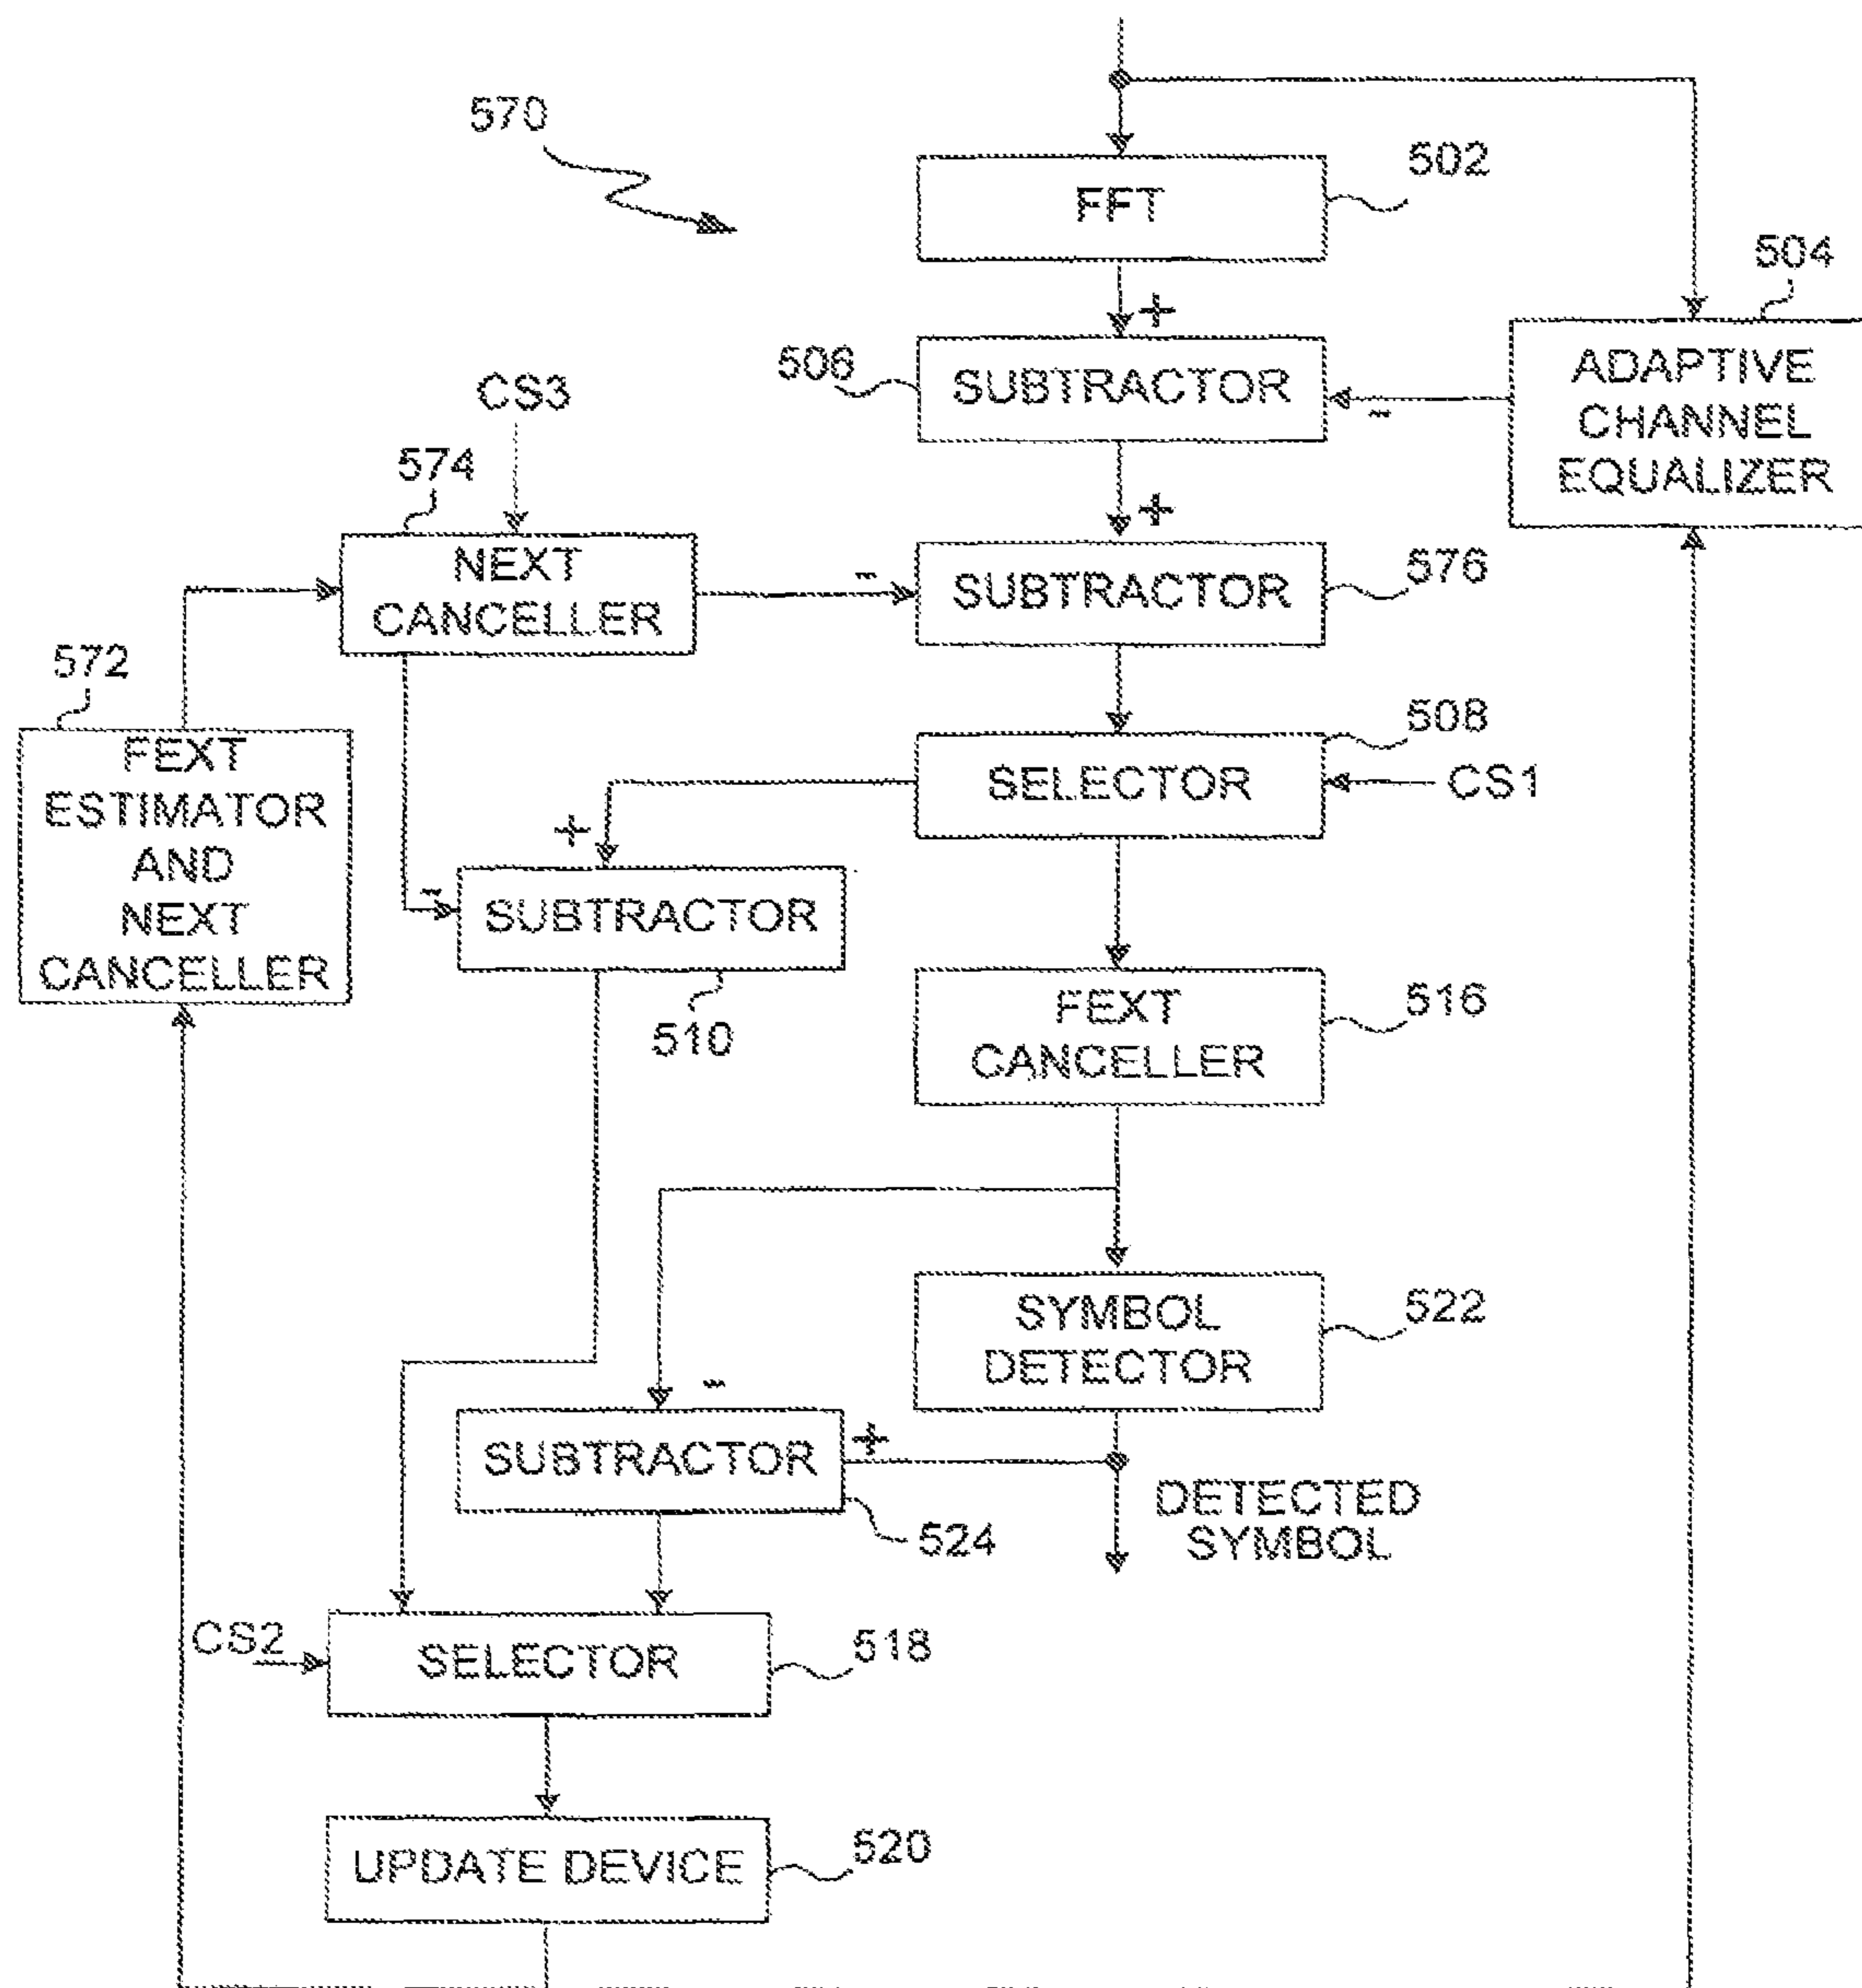 570
502
FFT
504
506
SUBTRACTOR
ADAPTIVE
CHANNEL
EQUALIZER
+
-
CS3
574
NEXT
CANCELLER
+
-
SUBTRACTOR
576
572
FEXT
ESTIMATOR
AND
NEXT
CANCELLER
508
SELECTOR
CS1
+
-
SUBTRACTOR
510
FEXT
CANCELLER
516
SYMBOL
DETECTOR
522
-
SUBTRACTOR
+
524
DETECTED
SYMBOL
CS2
SELECTOR
518
UPDATE DEVICE
520